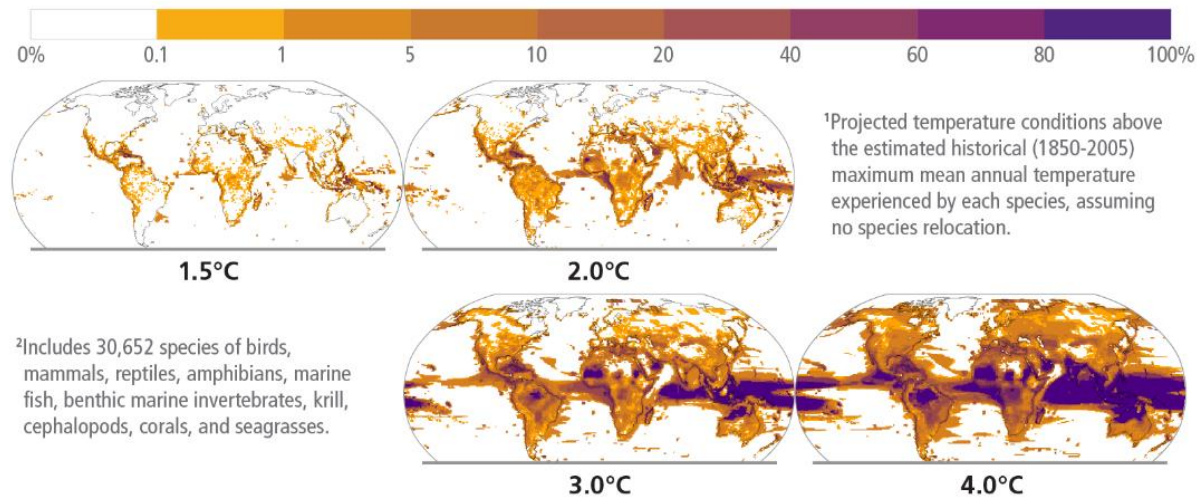 0% 0.1 1 5 10 20 40 60 80 100%
¹Projected temperature conditions above
the estimated historical (1850-2005)
maximum mean annual temperature
experienced by each species, assuming
no species relocation.
1.5°C
2.0°C
²Includes 30,652 species of birds,
mammals, reptiles, amphibians, marine
fish, benthic marine invertebrates, krill,
cephalopods, corals, and seagrasses.
3.0°C
4.0°C